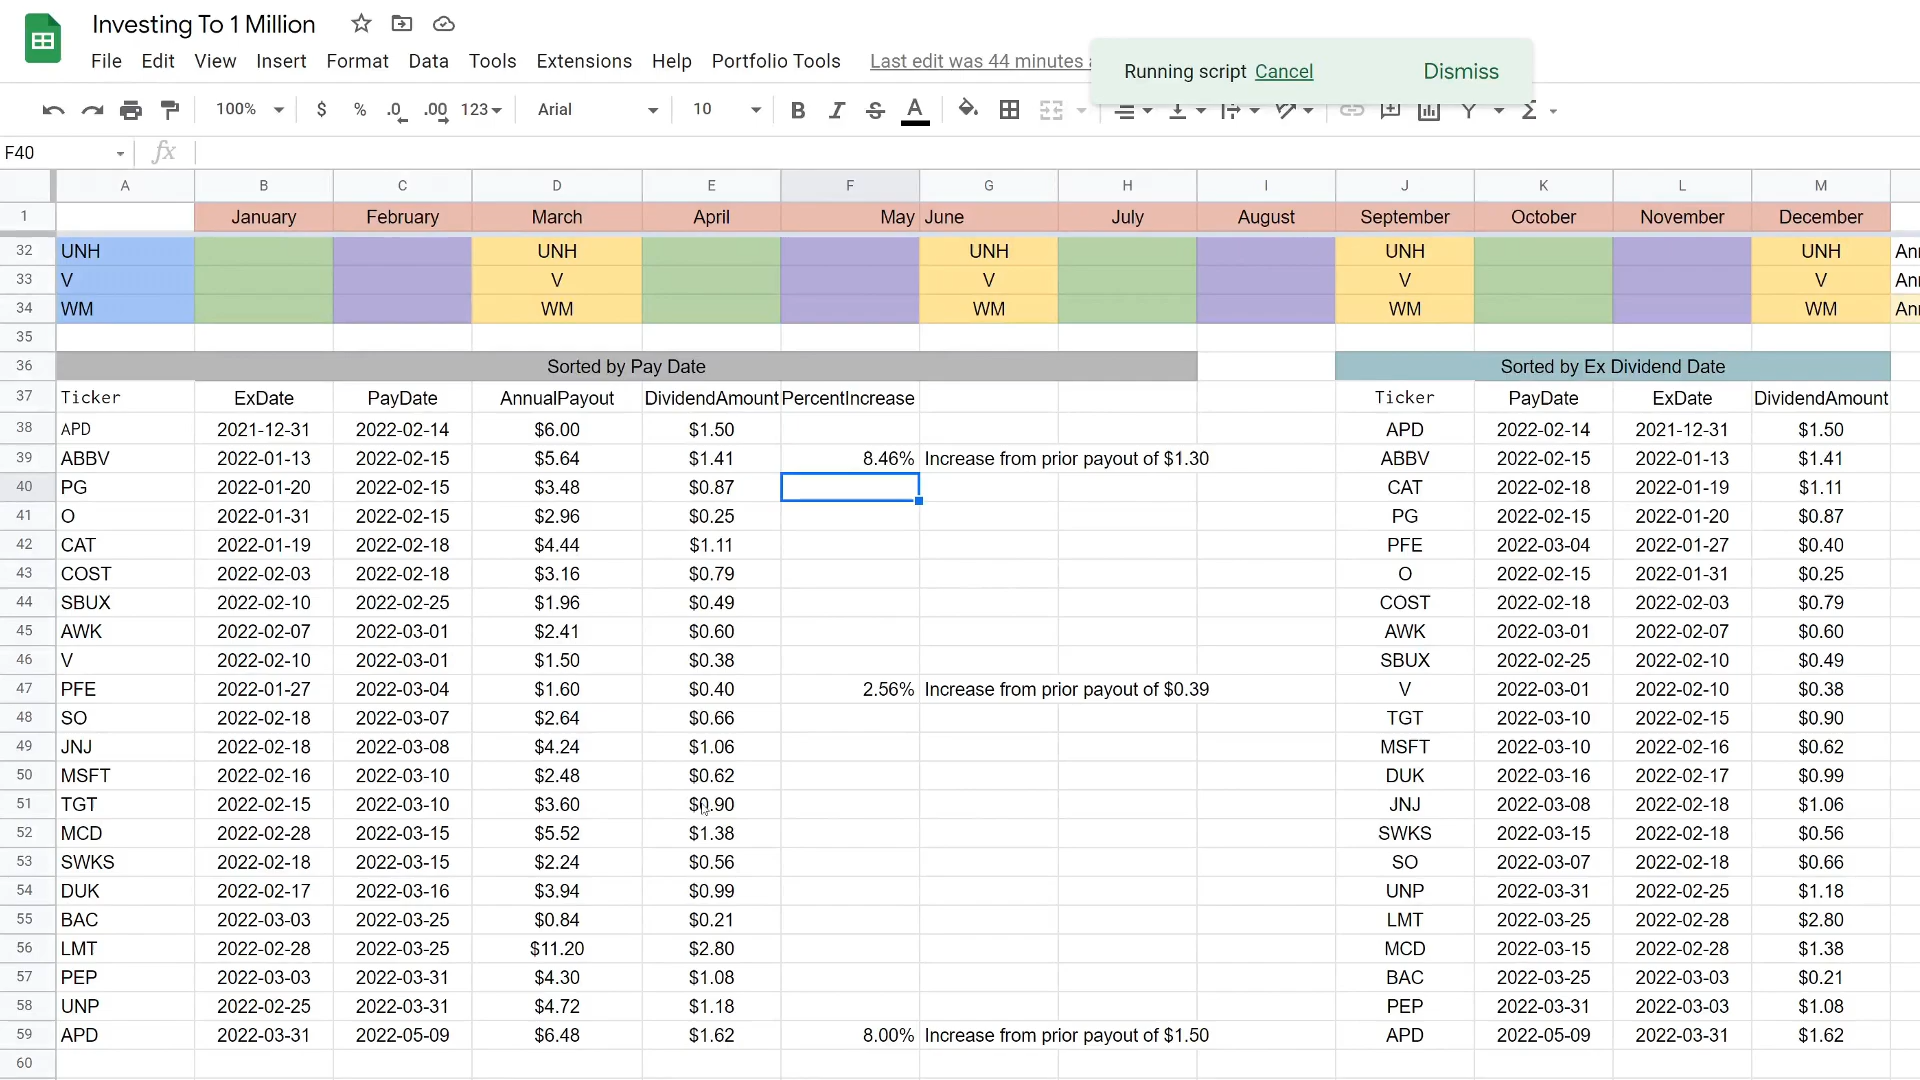 Investing To 1 Million
File Edit View Insert Format Data Tools Extensions Help Portfolio Tools Last edit was 44 minutes
Running script Cancel Dismiss
100% $ % .0 .00 123 Arial 10 B I S A Σ
F40 fx
A B C D E F G H I J K L M
1 January February March April May June July August September October November December
32 UNH UNH UNH UNH UNH
33 V V V V V
34 WM WM WM WM WM
35
36 Sorted by Pay Date Sorted by Ex Dividend Date
37 Ticker ExDate PayDate AnnualPayout DividendAmount PercentIncrease Ticker PayDate ExDate DividendAmount
38 APD 2021-12-31 2022-02-14 $6.00 $1.50 APD 2022-02-14 2021-12-31 $1.50
39 ABBV 2022-01-13 2022-02-15 $5.64 $1.41 8.46% Increase from prior payout of $1.30 ABBV 2022-02-15 2022-01-13 $1.41
40 PG 2022-01-20 2022-02-15 $3.48 $0.87 CAT 2022-02-18 2022-01-19 $1.11
41 O 2022-01-31 2022-02-15 $2.96 $0.25 PG 2022-02-15 2022-01-20 $0.87
42 CAT 2022-01-19 2022-02-18 $4.44 $1.11 PFE 2022-03-04 2022-01-27 $0.40
43 COST 2022-02-03 2022-02-18 $3.16 $0.79 O 2022-02-15 2022-01-31 $0.25
44 SBUX 2022-02-10 2022-02-25 $1.96 $0.49 COST 2022-02-18 2022-02-03 $0.79
45 AWK 2022-02-07 2022-03-01 $2.41 $0.60 AWK 2022-03-01 2022-02-07 $0.60
46 V 2022-02-10 2022-03-01 $1.50 $0.38 SBUX 2022-02-25 2022-02-10 $0.49
47 PFE 2022-01-27 2022-03-04 $1.60 $0.40 2.56% Increase from prior payout of $0.39 V 2022-03-01 2022-02-10 $0.38
48 SO 2022-02-18 2022-03-07 $2.64 $0.66 TGT 2022-03-10 2022-02-15 $0.90
49 JNJ 2022-02-18 2022-03-08 $4.24 $1.06 MSFT 2022-03-10 2022-02-16 $0.62
50 MSFT 2022-02-16 2022-03-10 $2.48 $0.62 DUK 2022-03-16 2022-02-17 $0.99
51 TGT 2022-02-15 2022-03-10 $3.60 $0.90 JNJ 2022-03-08 2022-02-18 $1.06
52 MCD 2022-02-28 2022-03-15 $5.52 $1.38 SWKS 2022-03-15 2022-02-18 $0.56
53 SWKS 2022-02-18 2022-03-15 $2.24 $0.56 SO 2022-03-07 2022-02-18 $0.66
54 DUK 2022-02-17 2022-03-16 $3.94 $0.99 UNP 2022-03-31 2022-02-25 $1.18
55 BAC 2022-03-03 2022-03-25 $0.84 $0.21 LMT 2022-03-25 2022-02-28 $2.80
56 LMT 2022-02-28 2022-03-25 $11.20 $2.80 MCD 2022-03-15 2022-02-28 $1.38
57 PEP 2022-03-03 2022-03-31 $4.30 $1.08 BAC 2022-03-25 2022-03-03 $0.21
58 UNP 2022-02-25 2022-03-31 $4.72 $1.18 PEP 2022-03-31 2022-03-03 $1.08
59 APD 2022-03-31 2022-05-09 $6.48 $1.62 8.00% Increase from prior payout of $1.50 APD 2022-05-09 2022-03-31 $1.62
60